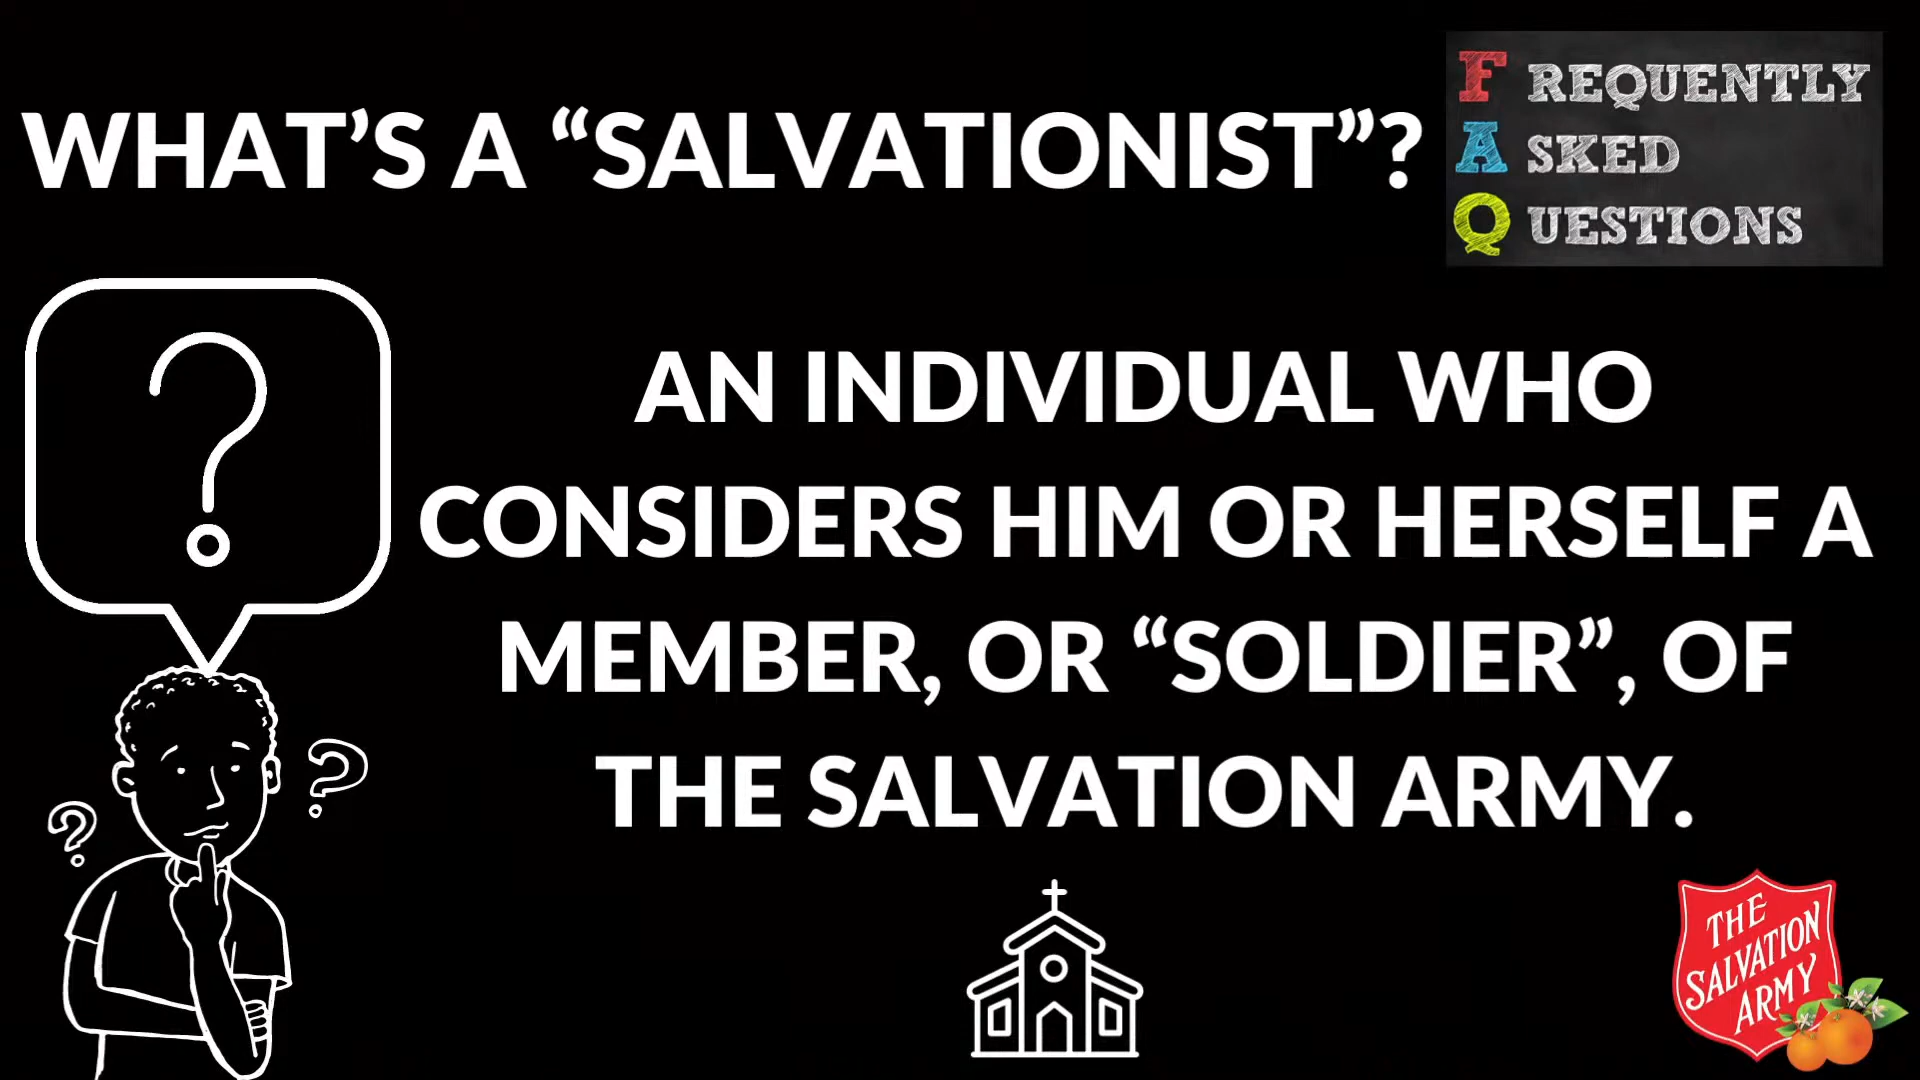 WHAT'S A “SALVATIONIST”?
FREQUENTLY
ASKED
QUESTIONS
?
AN INDIVIDUAL WHO
CONSIDERS HIM OR HERSELF A
MEMBER, OR “SOLDIER”, OF
THE SALVATION ARMY.
?
?
THE
SALVATION
ARMY